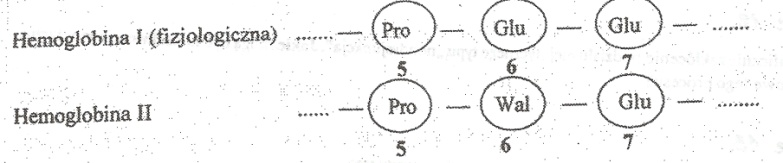 Hemoglobina I (fizjologiczna) ...... — Pro — Glu — Glu — .......
5 6 7
Hemoglobina II ...... — Pro — Wal — Glu — ........
5 6 7